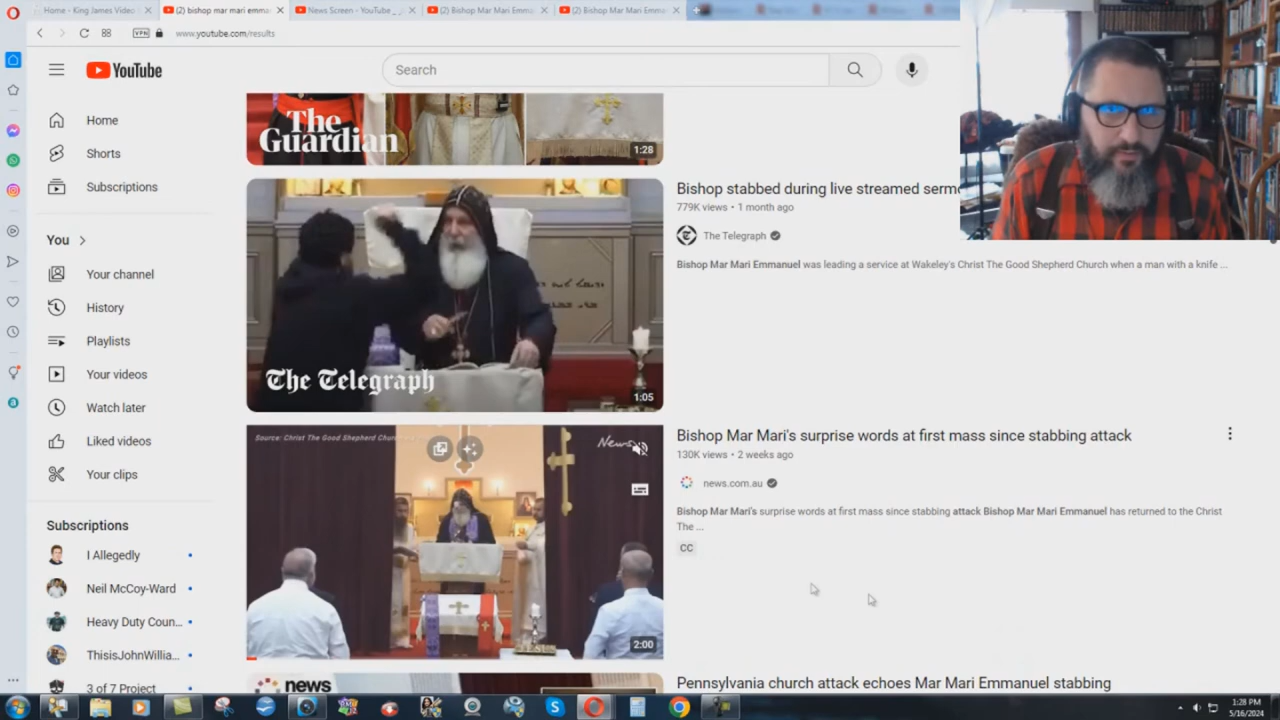 Home - King James Video
(2) bishop mar mari emma
News Screen - YouTube
(2) Bishop Mar Mari Emma
(2) Bishop Mar Mari Emma
88
VPN
www.youtube.com/results
YouTube
Search
Home
Shorts
Subscriptions
You
Your channel
History
Playlists
Your videos
Watch later
Liked videos
Your clips
Subscriptions
I Allegedly
Neil McCoy-Ward
Heavy Duty Coun...
ThisisJohnWillia...
3 of 7 Project
The
Guardian
1:28
The Telegraph
1:05
Bishop stabbed during live streamed sermo
779K views • 1 month ago
The Telegraph
Bishop Mar Mari Emmanuel was leading a service at Wakeley's Christ The Good Shepherd Church when a man with a knife ...
Source: Christ The Good Shepherd Church
News
JESUS
2:00
Bishop Mar Mari's surprise words at first mass since stabbing attack
130K views • 2 weeks ago
news.com.au
Bishop Mar Mari's surprise words at first mass since stabbing attack Bishop Mar Mari Emmanuel has returned to the Christ
The ...
CC
news
Pennsylvania church attack echoes Mar Mari Emmanuel stabbing
1:28 PM
5/16/2024